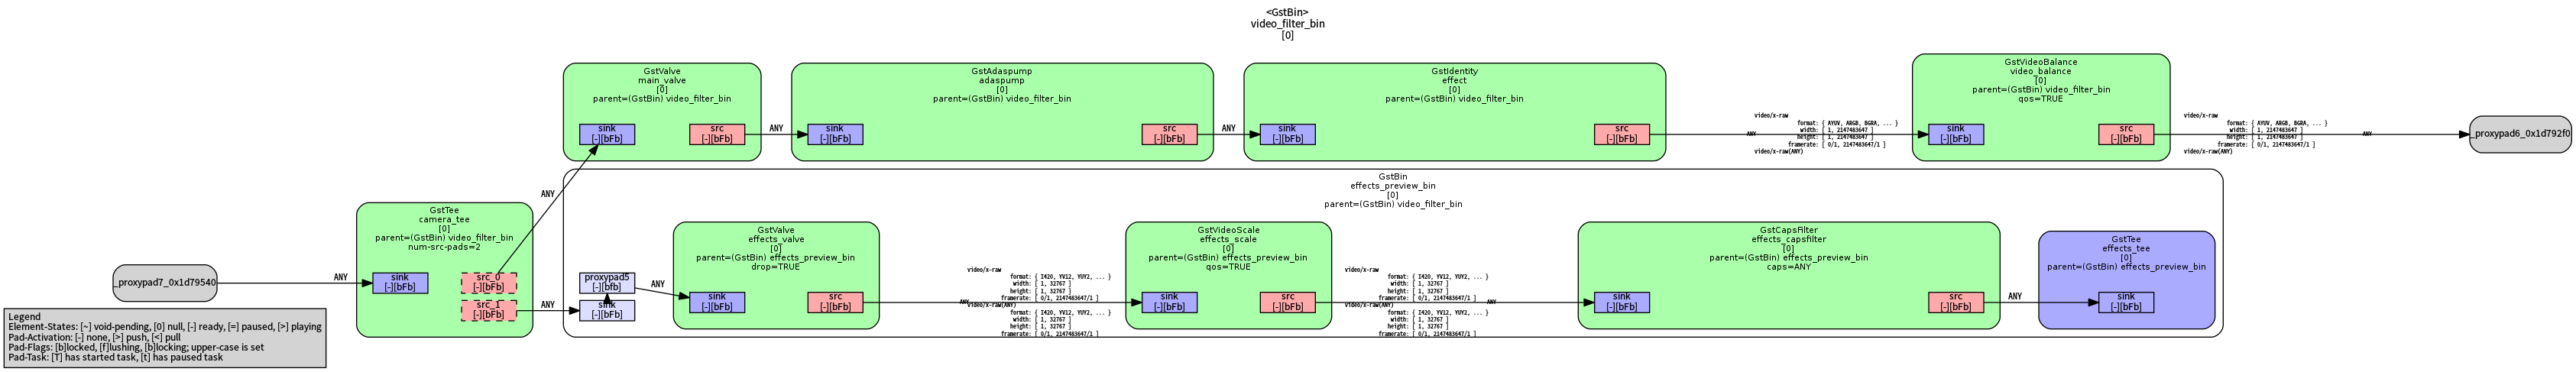 <GstBin>
video_filter_bin
[0]
GstValve
main_valve
[0]
parent=(GstBin) video_filter_bin
sink
[-][bFb]
src
[-][bFb]
ANY
GstAdaspump
adaspump
[0]
parent=(GstBin) video_filter_bin
sink
[-][bFb]
src
[-][bFb]
ANY
GstIdentity
effect
[0]
parent=(GstBin) video_filter_bin
sink
[-][bFb]
src
[-][bFb]
video/x-raw
format: { AYUV, ARGB, BGRA, ... }
width: [ 1, 2147483647 ]
ANY
height: [ 1, 2147483647 ]
framerate: [ 0/1, 2147483647/1 ]
video/x-raw(ANY)
GstVideoBalance
video_balance
[0]
parent=(GstBin) video_filter_bin
qos=TRUE
sink
[-][bFb]
src
[-][bFb]
video/x-raw
format: { AYUV, ARGB, BGRA, ... }
width: [ 1, 2147483647 ]
ANY
height: [ 1, 2147483647 ]
framerate: [ 0/1, 2147483647/1 ]
video/x-raw(ANY)
_proxypad6_0x1d792f0
ANY
GstBin
effects_preview_bin
[0]
parent=(GstBin) video_filter_bin
_proxypad7_0x1d79540
ANY
GstTee
camera_tee
[0]
parent=(GstBin) video_filter_bin
num-src-pads=2
sink
[-][bFb]
src_0
[-][bFb]
src_1
[-][bFb]
ANY
proxypad5
[-][bfb]
sink
[-][bFb]
ANY
GstValve
effects_valve
[0]
parent=(GstBin) effects_preview_bin
drop=TRUE
sink
[-][bFb]
src
[-][bFb]
video/x-raw
format: { I420, YV12, YUY2, ... }
width: [ 1, 32767 ]
height: [ 1, 32767 ]
framerate: [ 0/1, 2147483647/1 ]
ANY
video/x-raw(ANY)
format: { I420, YV12, YUY2, ... }
width: [ 1, 32767 ]
height: [ 1, 32767 ]
framerate: [ 0/1, 2147483647/1 ]
GstVideoScale
effects_scale
[0]
parent=(GstBin) effects_preview_bin
qos=TRUE
sink
[-][bFb]
src
[-][bFb]
video/x-raw
format: { I420, YV12, YUY2, ... }
width: [ 1, 32767 ]
height: [ 1, 32767 ]
framerate: [ 0/1, 2147483647/1 ]
ANY
video/x-raw(ANY)
format: { I420, YV12, YUY2, ... }
width: [ 1, 32767 ]
height: [ 1, 32767 ]
framerate: [ 0/1, 2147483647/1 ]
GstCapsFilter
effects_capsfilter
[0]
parent=(GstBin) effects_preview_bin
caps=ANY
sink
[-][bFb]
src
[-][bFb]
ANY
GstTee
effects_tee
[0]
parent=(GstBin) effects_preview_bin
sink
[-][bFb]
Legend
Element-States: [~] void-pending, [0] null, [-] ready, [=] paused, [>] playing
Pad-Activation: [-] none, [>] push, [<] pull
Pad-Flags: [b]locked, [f]lushing, [b]locking; upper-case is set
Pad-Task: [T] has started task, [t] has paused task